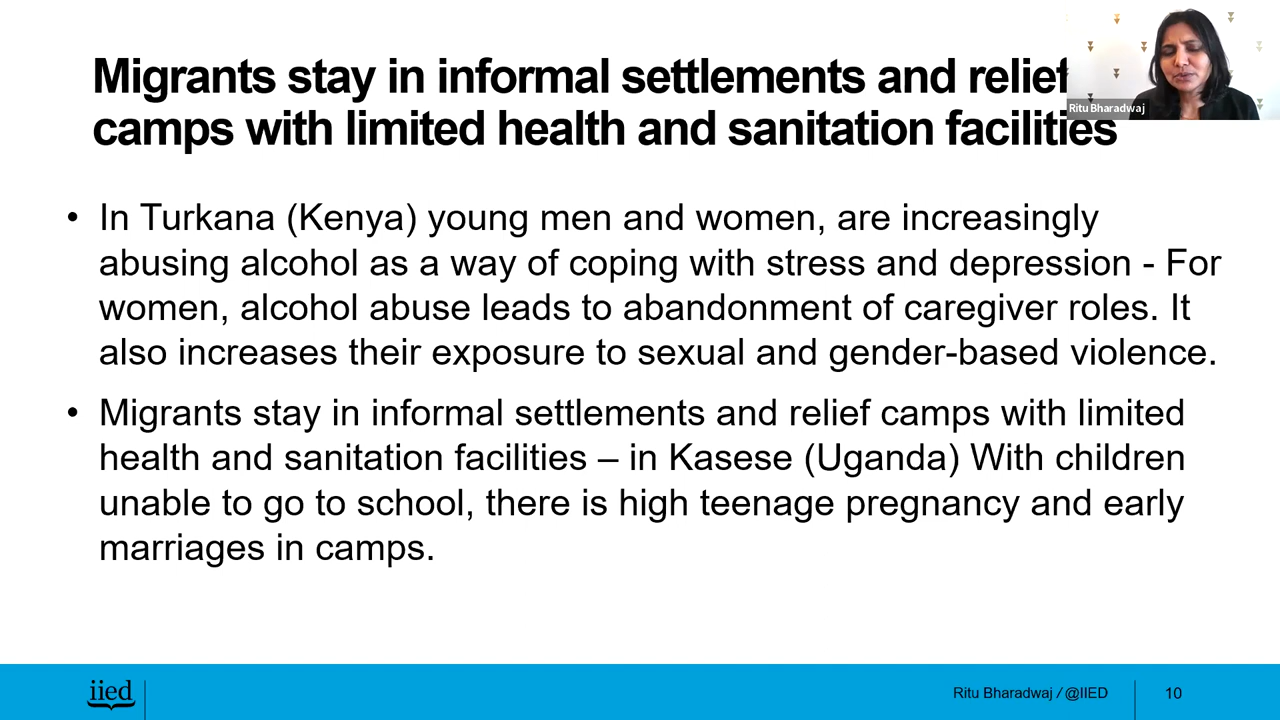 Migrants stay in informal settlements and relief
camps with limited health and sanitation facilities
Ritu Bharadwaj
• In Turkana (Kenya) young men and women, are increasingly
abusing alcohol as a way of coping with stress and depression - For
women, alcohol abuse leads to abandonment of caregiver roles. It
also increases their exposure to sexual and gender-based violence.
• Migrants stay in informal settlements and relief camps with limited
health and sanitation facilities – in Kasese (Uganda) With children
unable to go to school, there is high teenage pregnancy and early
marriages in camps.
iied
Ritu Bharadwaj / @IIED
10